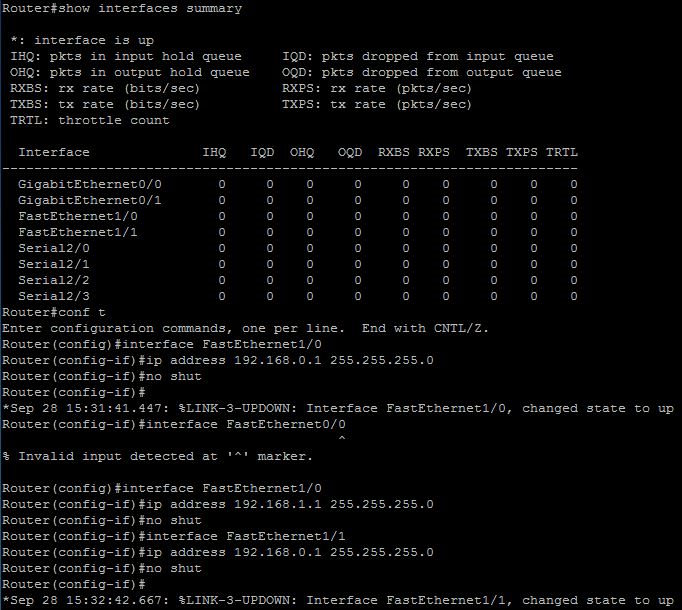 Router#show interfaces summary
*: interface is up
IHQ: pkts in input hold queue     IQD: pkts dropped from input queue
OHQ: pkts in output hold queue    OQD: pkts dropped from output queue
RXBS: rx rate (bits/sec)          RXPS: rx rate (pkts/sec)
TXBS: tx rate (bits/sec)          TXPS: tx rate (pkts/sec)
TRTL: throttle count
Interface              IHQ   IQD  OHQ   OQD  RXBS RXPS  TXBS TXPS TRTL
------------------------------------------------------------------------
GigabitEthernet0/0       0     0    0     0     0    0     0    0    0
GigabitEthernet0/1       0     0    0     0     0    0     0    0    0
FastEthernet1/0          0     0    0     0     0    0     0    0    0
FastEthernet1/1          0     0    0     0     0    0     0    0    0
Serial2/0                0     0    0     0     0    0     0    0    0
Serial2/1                0     0    0     0     0    0     0    0    0
Serial2/2                0     0    0     0     0    0     0    0    0
Serial2/3                0     0    0     0     0    0     0    0    0
Router#conf t
Enter configuration commands, one per line.  End with CNTL/Z.
Router(config)#interface FastEthernet1/0
Router(config-if)#ip address 192.168.0.1 255.255.255.0
Router(config-if)#no shut
Router(config-if)#
*Sep 28 15:31:41.447: %LINK-3-UPDOWN: Interface FastEthernet1/0, changed state to up
Router(config-if)#interface FastEthernet0/0
^
% Invalid input detected at '^' marker.
Router(config)#interface FastEthernet1/0
Router(config-if)#ip address 192.168.1.1 255.255.255.0
Router(config-if)#no shut
Router(config-if)#interface FastEthernet1/1
Router(config-if)#ip address 192.168.0.1 255.255.255.0
Router(config-if)#no shut
Router(config-if)#
*Sep 28 15:32:42.667: %LINK-3-UPDOWN: Interface FastEthernet1/1, changed state to up